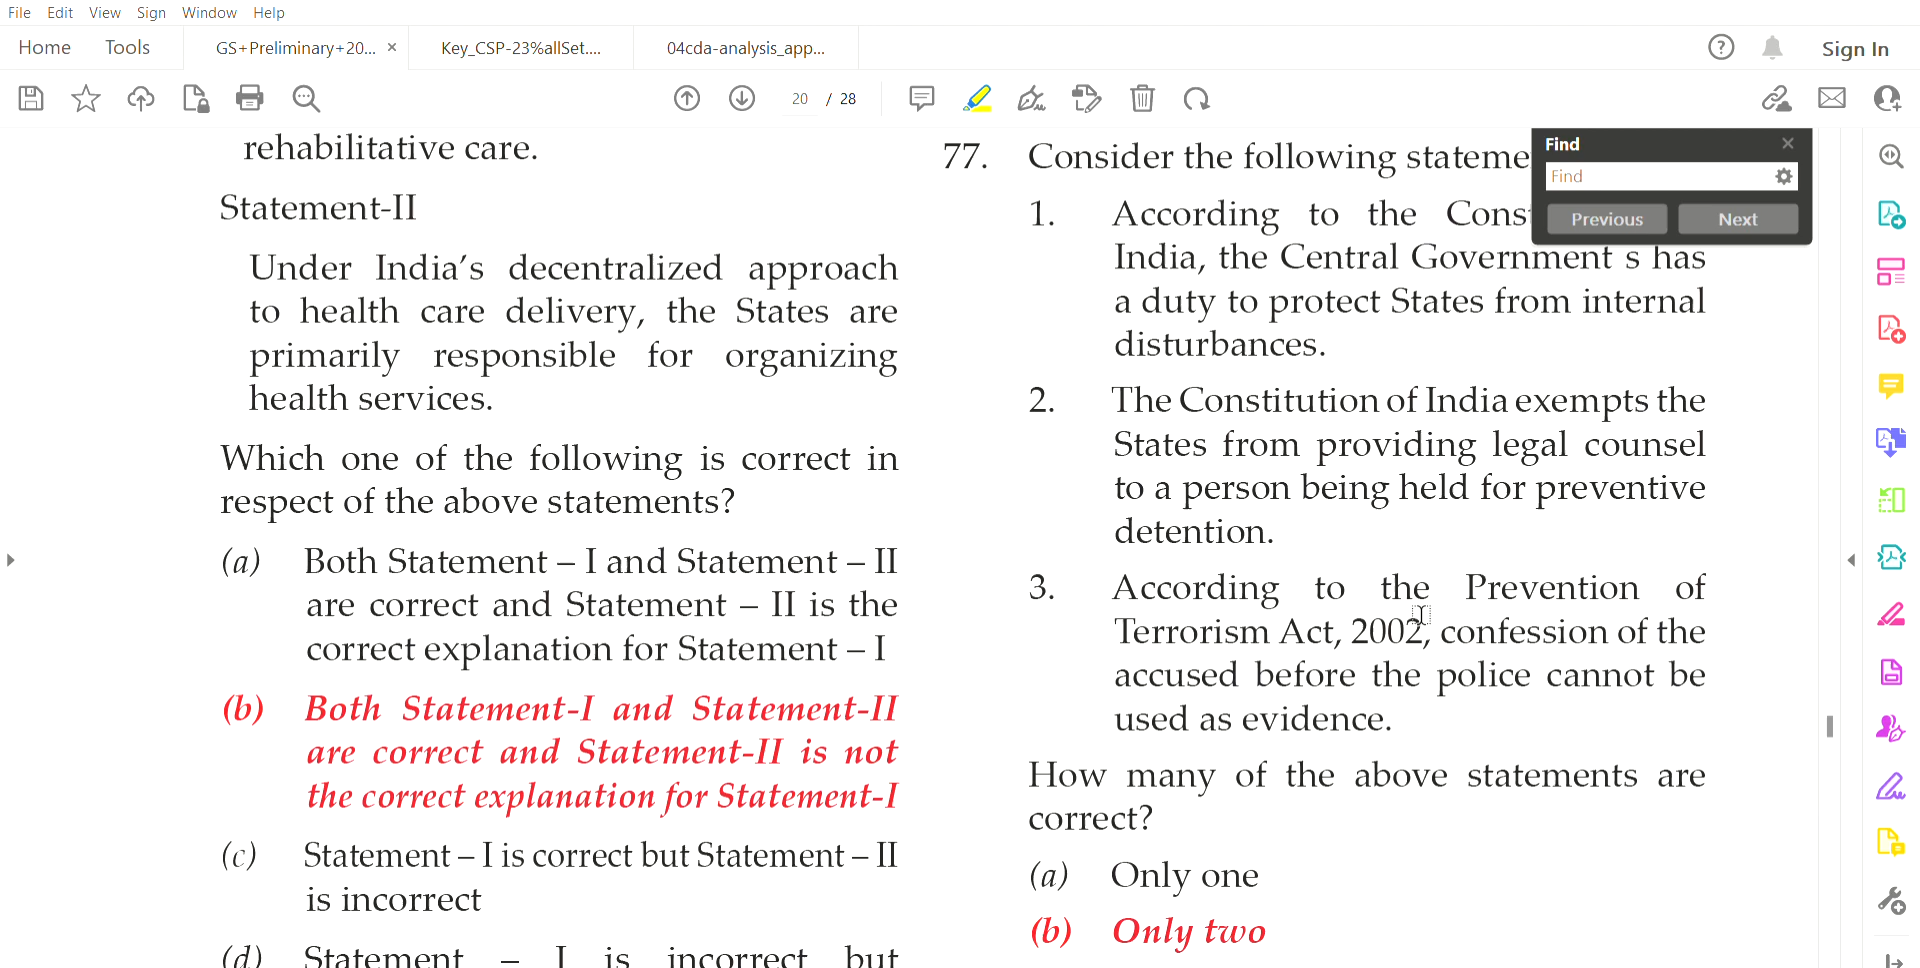 File Edit View Sign Window Help
Home Tools GS+Preliminary+20... × Key_CSP-23%allSet.... 04cda-analysis_app... Sign In
20 / 28
rehabilitative care.
Statement-II
Under India's decentralized approach
to health care delivery, the States are
primarily responsible for organizing
health services.
Which one of the following is correct in
respect of the above statements?
(a) Both Statement – I and Statement – II
are correct and Statement – II is the
correct explanation for Statement – I
(b) Both Statement-I and Statement-II
are correct and Statement-II is not
the correct explanation for Statement-I
(c) Statement – I is correct but Statement – II
is incorrect
(d) Statement – I is incorrect but
77. Consider the following stateme
1. According to the Const
India, the Central Government s has
a duty to protect States from internal
disturbances.
2. The Constitution of India exempts the
States from providing legal counsel
to a person being held for preventive
detention.
3. According to the Prevention of
Terrorism Act, 2002, confession of the
accused before the police cannot be
used as evidence.
How many of the above statements are
correct?
(a) Only one
(b) Only two
Find
Find
Previous Next